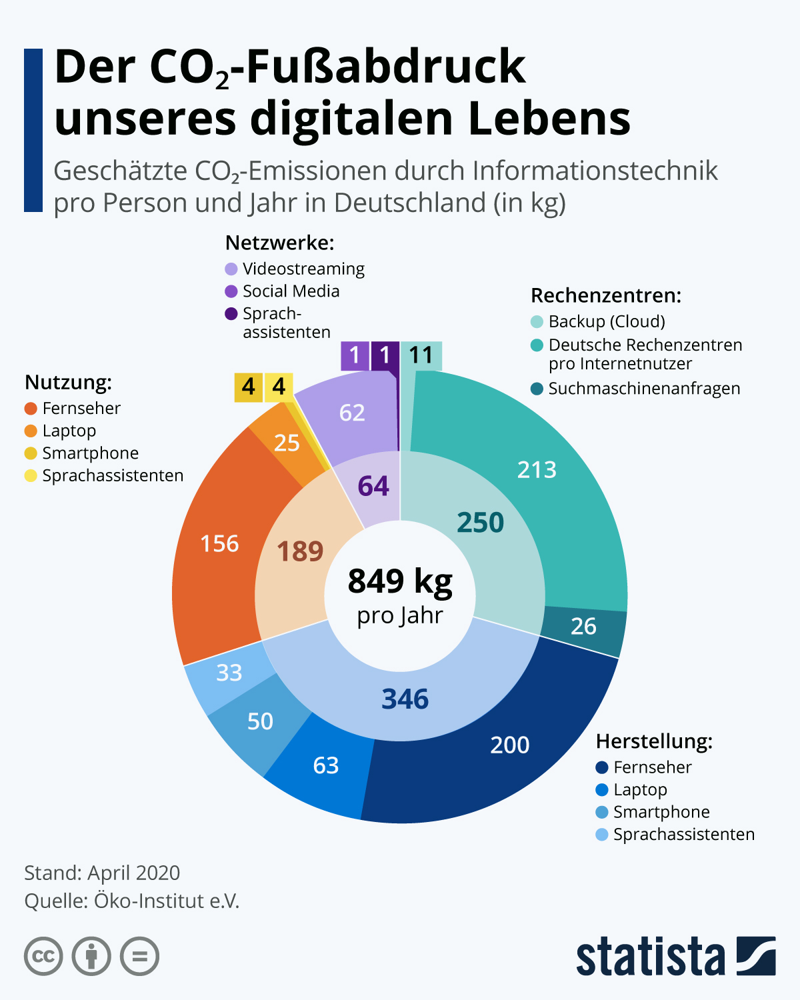 Der CO₂-Fußabdruck
unseres digitalen Lebens
Geschätzte CO₂-Emissionen durch Informationstechnik
pro Person und Jahr in Deutschland (in kg)
Netzwerke:
Videostreaming
Social Media
Sprach-
assistenten
Rechenzentren:
Backup (Cloud)
Deutsche Rechenzentren
pro Internetnutzer
Suchmaschinenanfragen
Nutzung:
Fernseher
Laptop
Smartphone
Sprachassistenten
1 1 11
4 4
62
25
213
64
250
156
189
849 kg
pro Jahr
26
33
346
50
200
63
Herstellung:
Fernseher
Laptop
Smartphone
Sprachassistenten
Stand: April 2020
Quelle: Öko-Institut e.V.
cc
statista